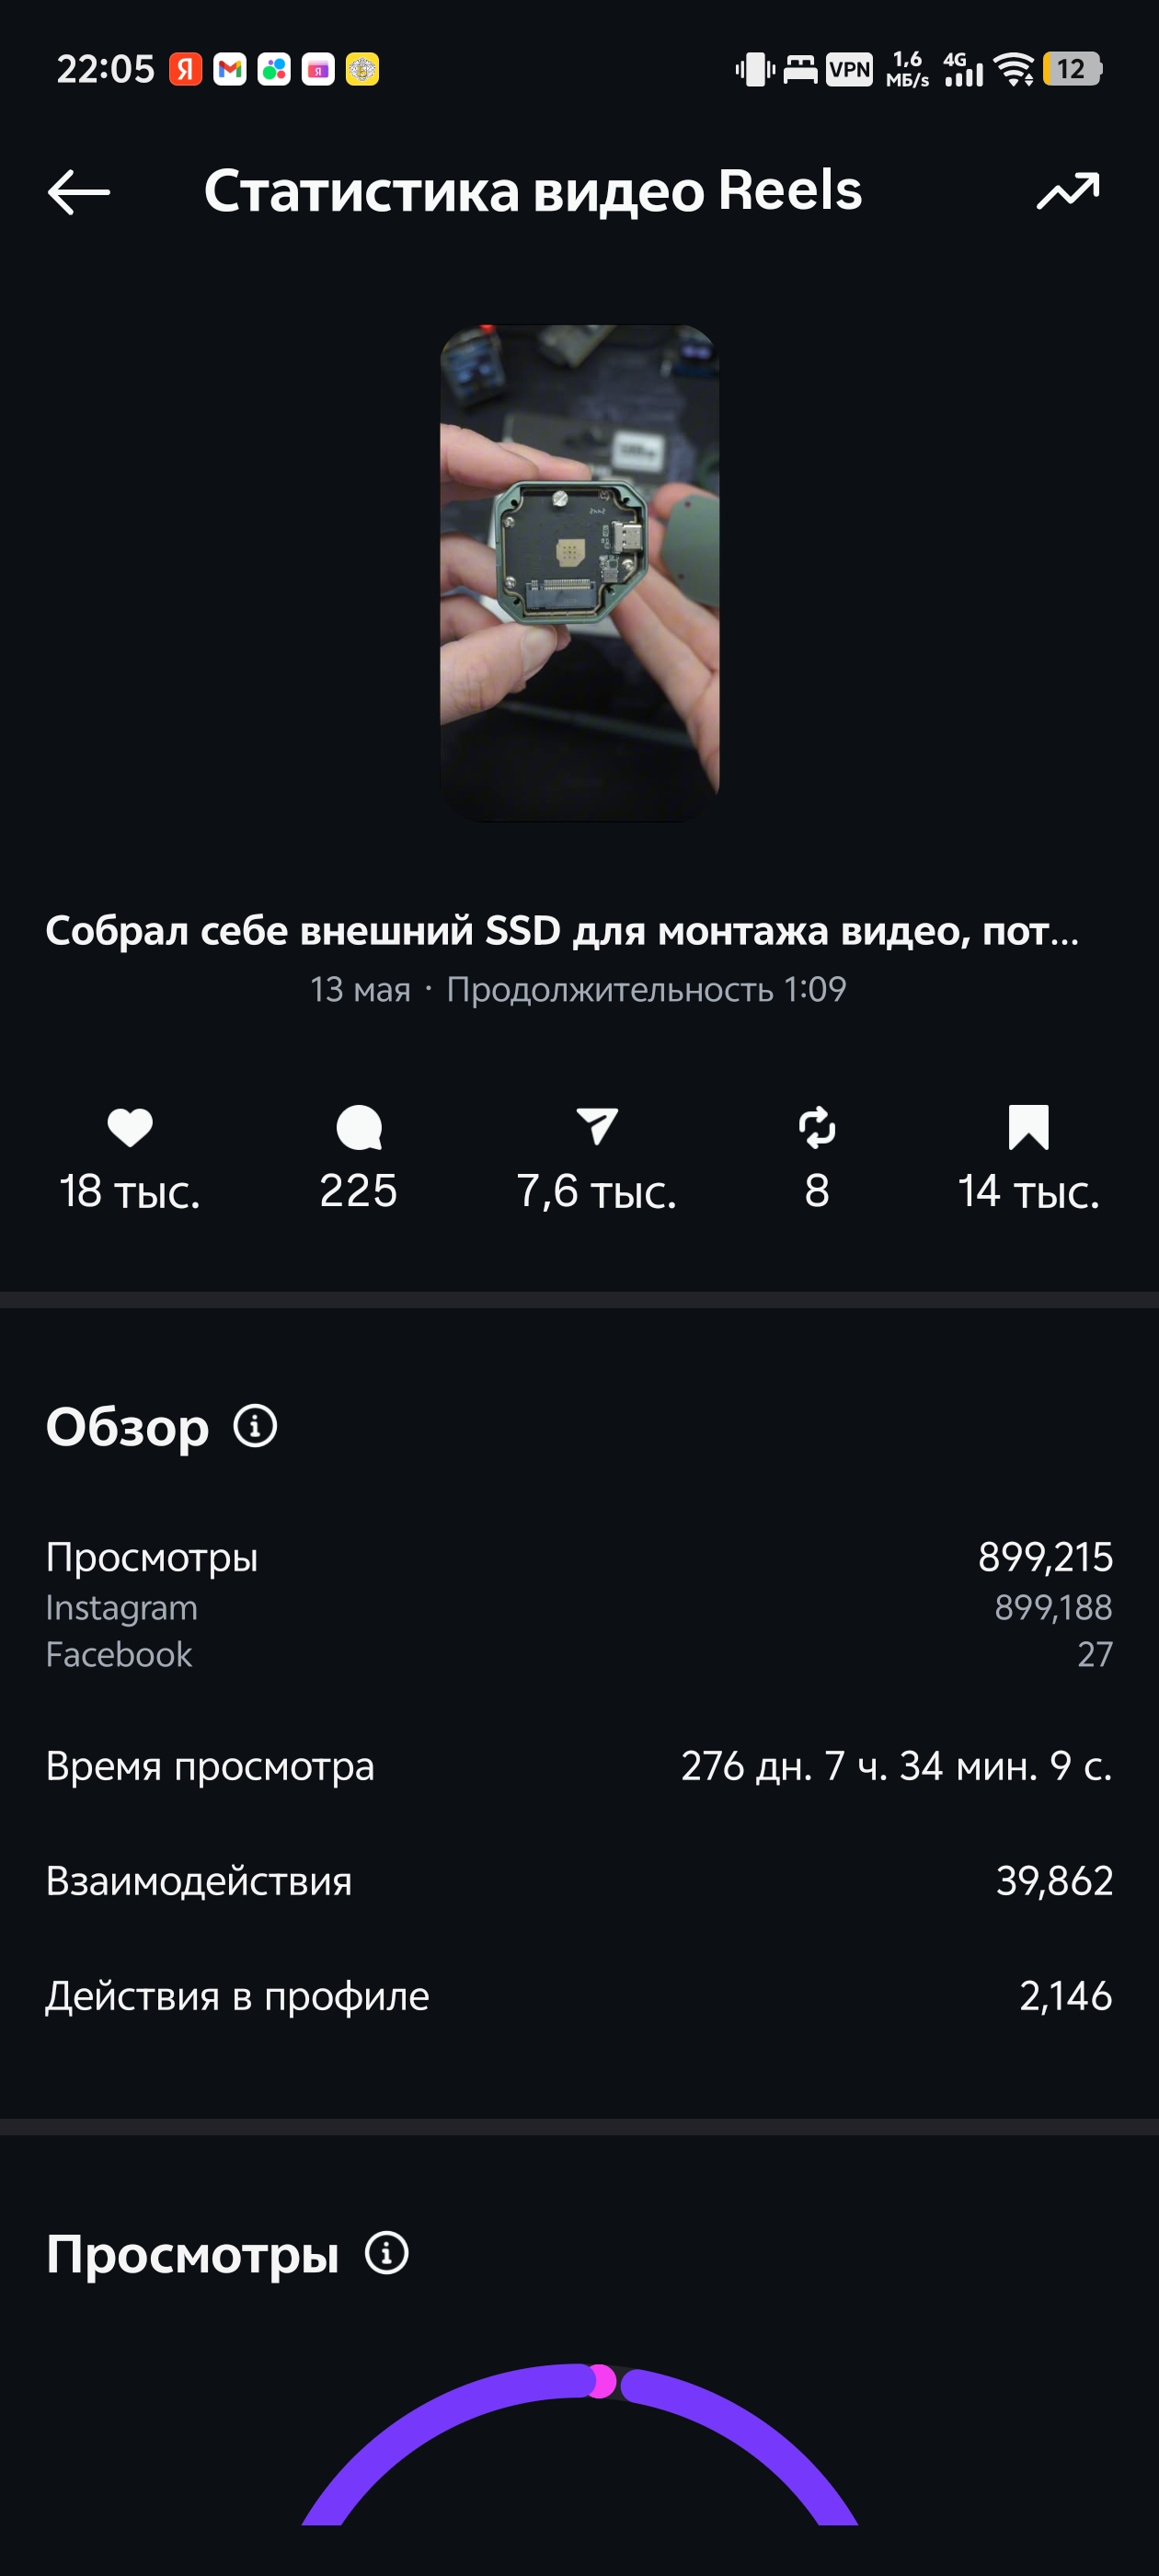 22:05 Я Я VPN 1,6 МБ/s 4G 12
Статистика видео Reels
Собрал себе внешний SSD для монтажа видео, пот...
13 мая · Продолжительность 1:09
18 тыс. 225 7,6 тыс. 8 14 тыс.
Обзор
Просмотры 899,215
Instagram 899,188
Facebook 27
Время просмотра 276 дн. 7 ч. 34 мин. 9 с.
Взаимодействия 39,862
Действия в профиле 2,146
Просмотры